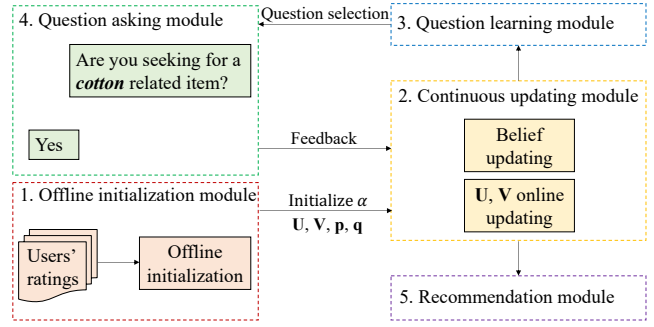 4. Question asking module
Are you seeking for a
cotton related item?
Yes
Question selection
3. Question learning module
2. Continuous updating module
Belief
updating
U, V online
updating
Feedback
1. Offline initialization module
Users'
ratings
Offline
initialization
Initialize α
U, V, p, q
5. Recommendation module